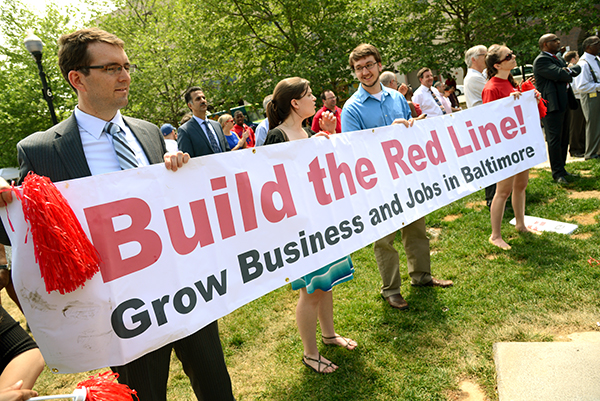 Build the Red Line!
Grow Business and Jobs in Baltimore